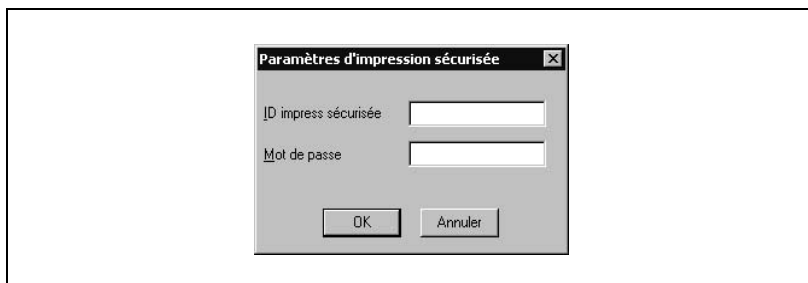 Paramètres d'impression sécurisée
ID impress sécurisée
Mot de passe
OK Annuler